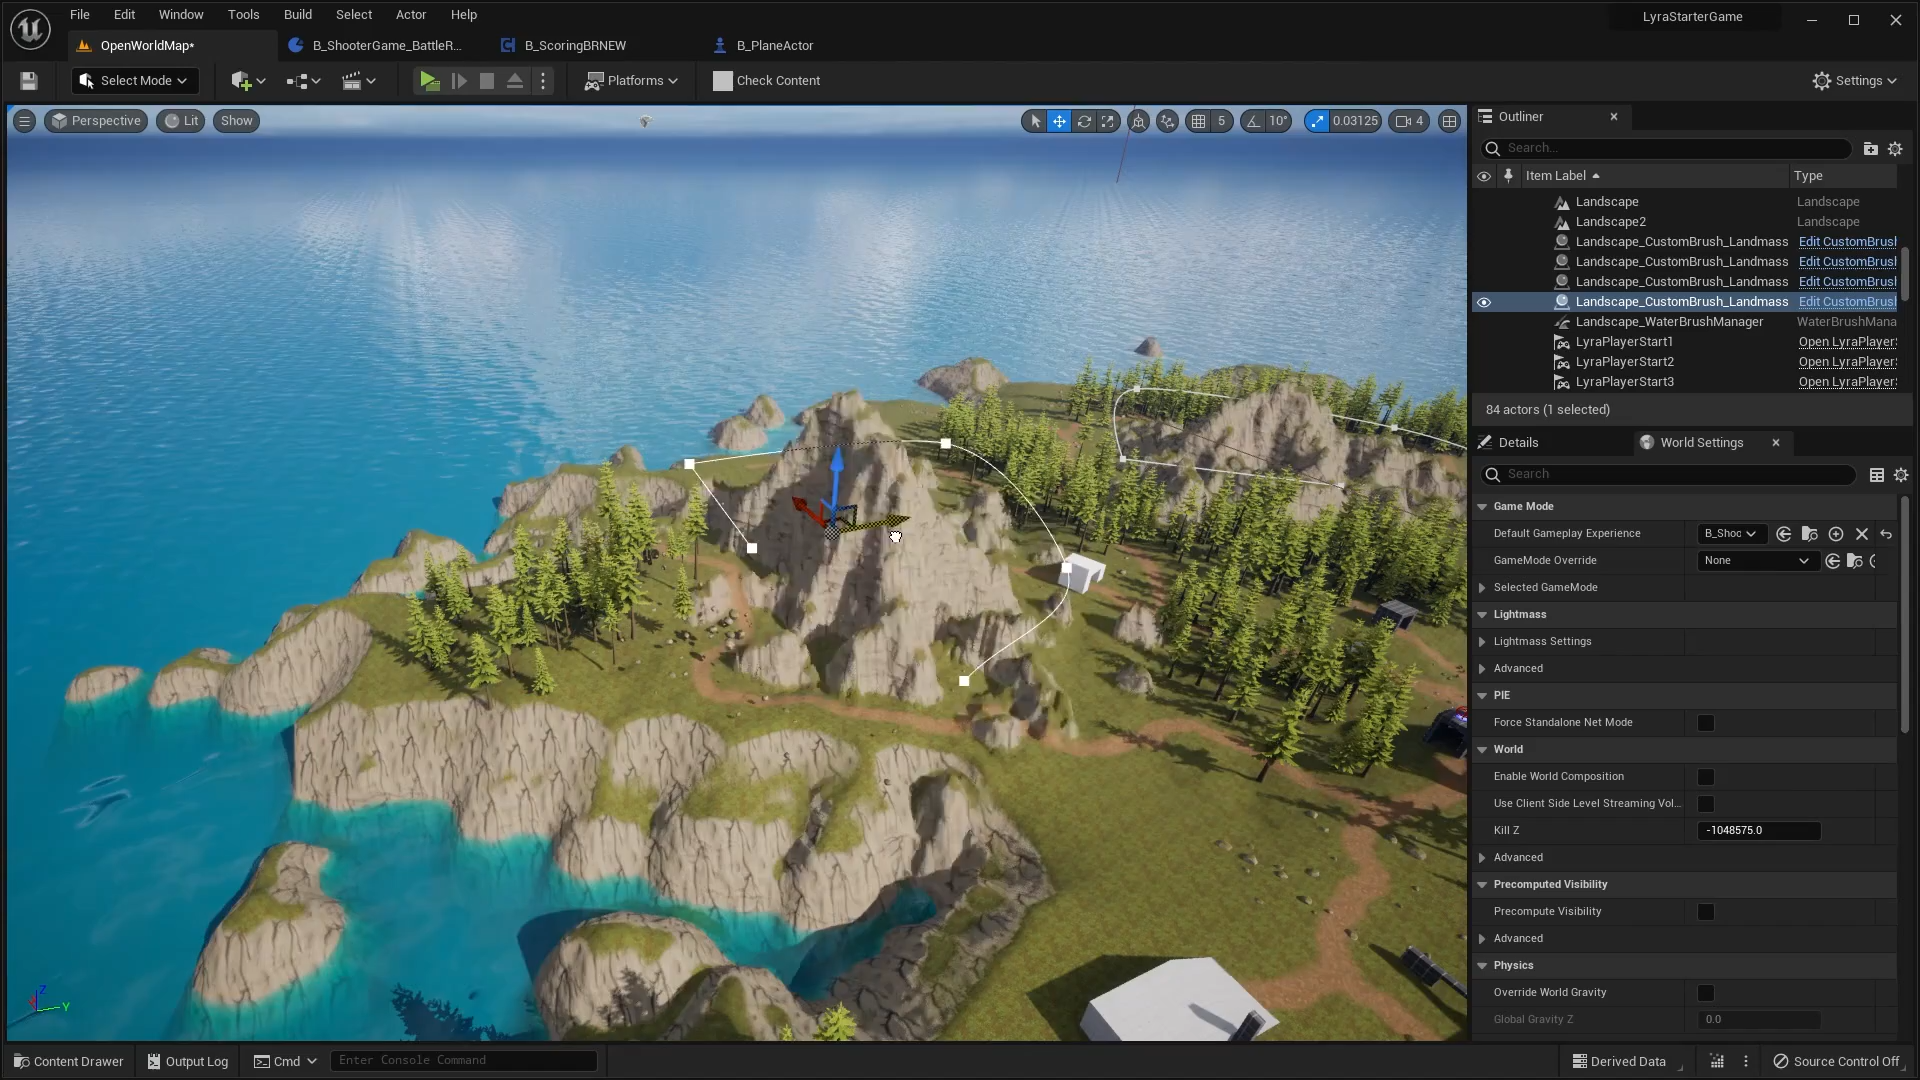 File Edit Window Tools Build Select Actor Help LyraStarterGame
OpenWorldMap* B_ShooterGame_BattleR... B_ScoringBRNEW B_PlaneActor
Select Mode Platforms Check Content Settings
Perspective Lit Show 5 10° 0.03125 4
Outliner
Search...
Item Label Type
Landscape Landscape
Landscape2 Landscape
Landscape_CustomBrush_Landmass Edit CustomBrus
Landscape_CustomBrush_Landmass Edit CustomBrus
Landscape_CustomBrush_Landmass Edit CustomBrus
Landscape_CustomBrush_Landmass Edit CustomBrus
Landscape_WaterBrushManager WaterBrushMana
LyraPlayerStart1 Open LyraPlayer
LyraPlayerStart2 Open LyraPlayer
LyraPlayerStart3 Open LyraPlayer
84 actors (1 selected)
Details World Settings
Search
Game Mode
Default Gameplay Experience B_Shoc
GameMode Override None
Selected GameMode
Lightmass
Lightmass Settings
Advanced
PIE
Force Standalone Net Mode
World
Enable World Composition
Use Client Side Level Streaming Vol...
Kill Z -1048575.0
Advanced
Precomputed Visibility
Precompute Visibility
Advanced
Physics
Override World Gravity
Global Gravity Z 0.0
Z
Y
Content Drawer Output Log Cmd Enter Console Command Derived Data Source Control Off